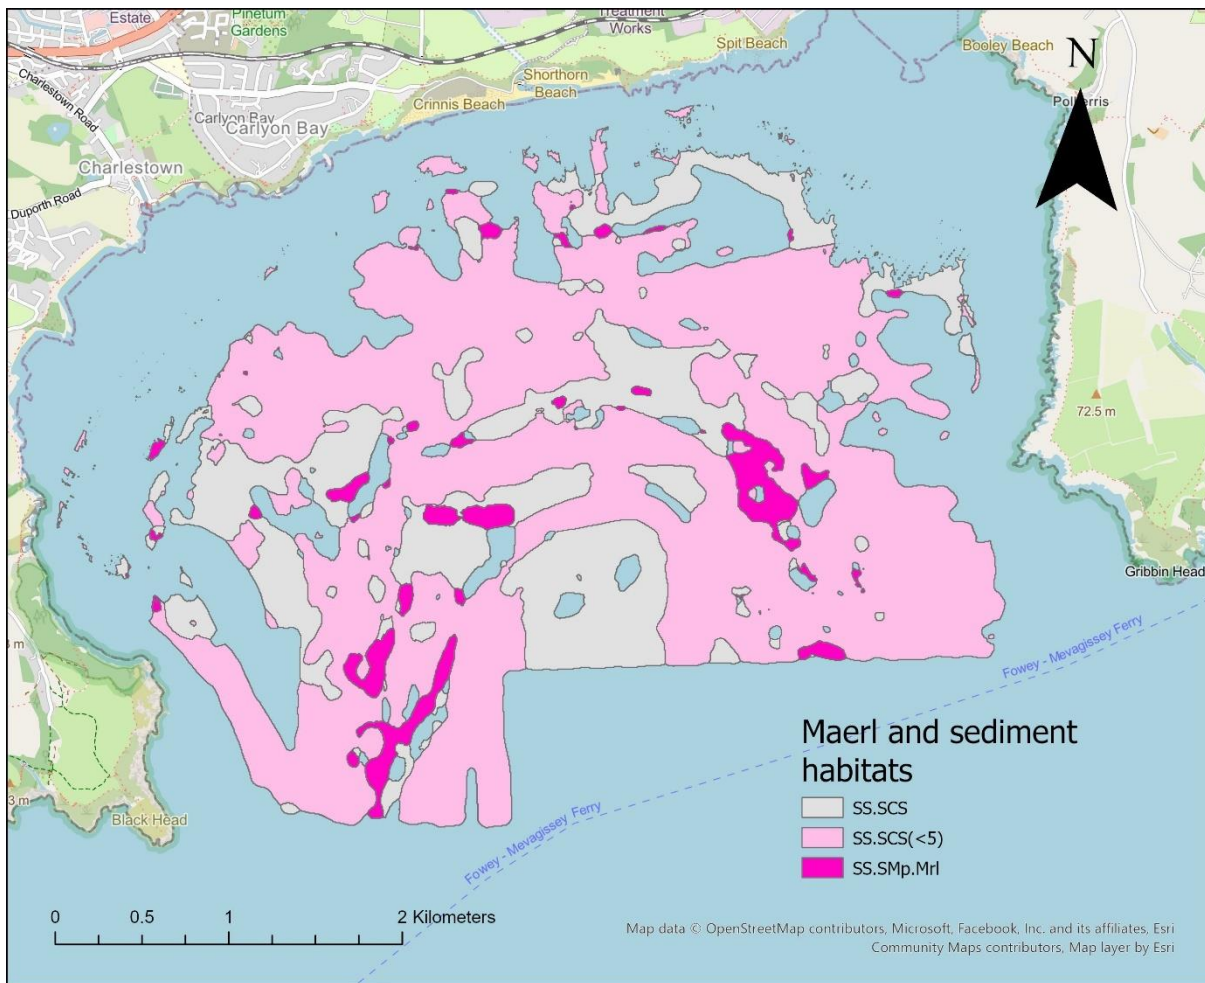 Estate
Pinetum
Gardens
Treatment
Works
Spit Beach
Booley Beach
N
Charlestown Road
Shorthorn
Beach
Crinnis Beach
Polkerris
Carlyon Bay
Carlyon Bay
Charlestown
Duporth Road
72.5 m
Gribbin Head
Fowey - Mevagissey Ferry
Maerl and sediment
habitats
SS.SCS
SS.SCS(<5)
SS.SMp.Mrl
Black Head
Fowey - Mevagissey Ferry
0 0.5 1 2 Kilometers
Map data © OpenStreetMap contributors, Microsoft, Facebook, Inc. and its affiliates, Esri
Community Maps contributors, Map layer by Esri